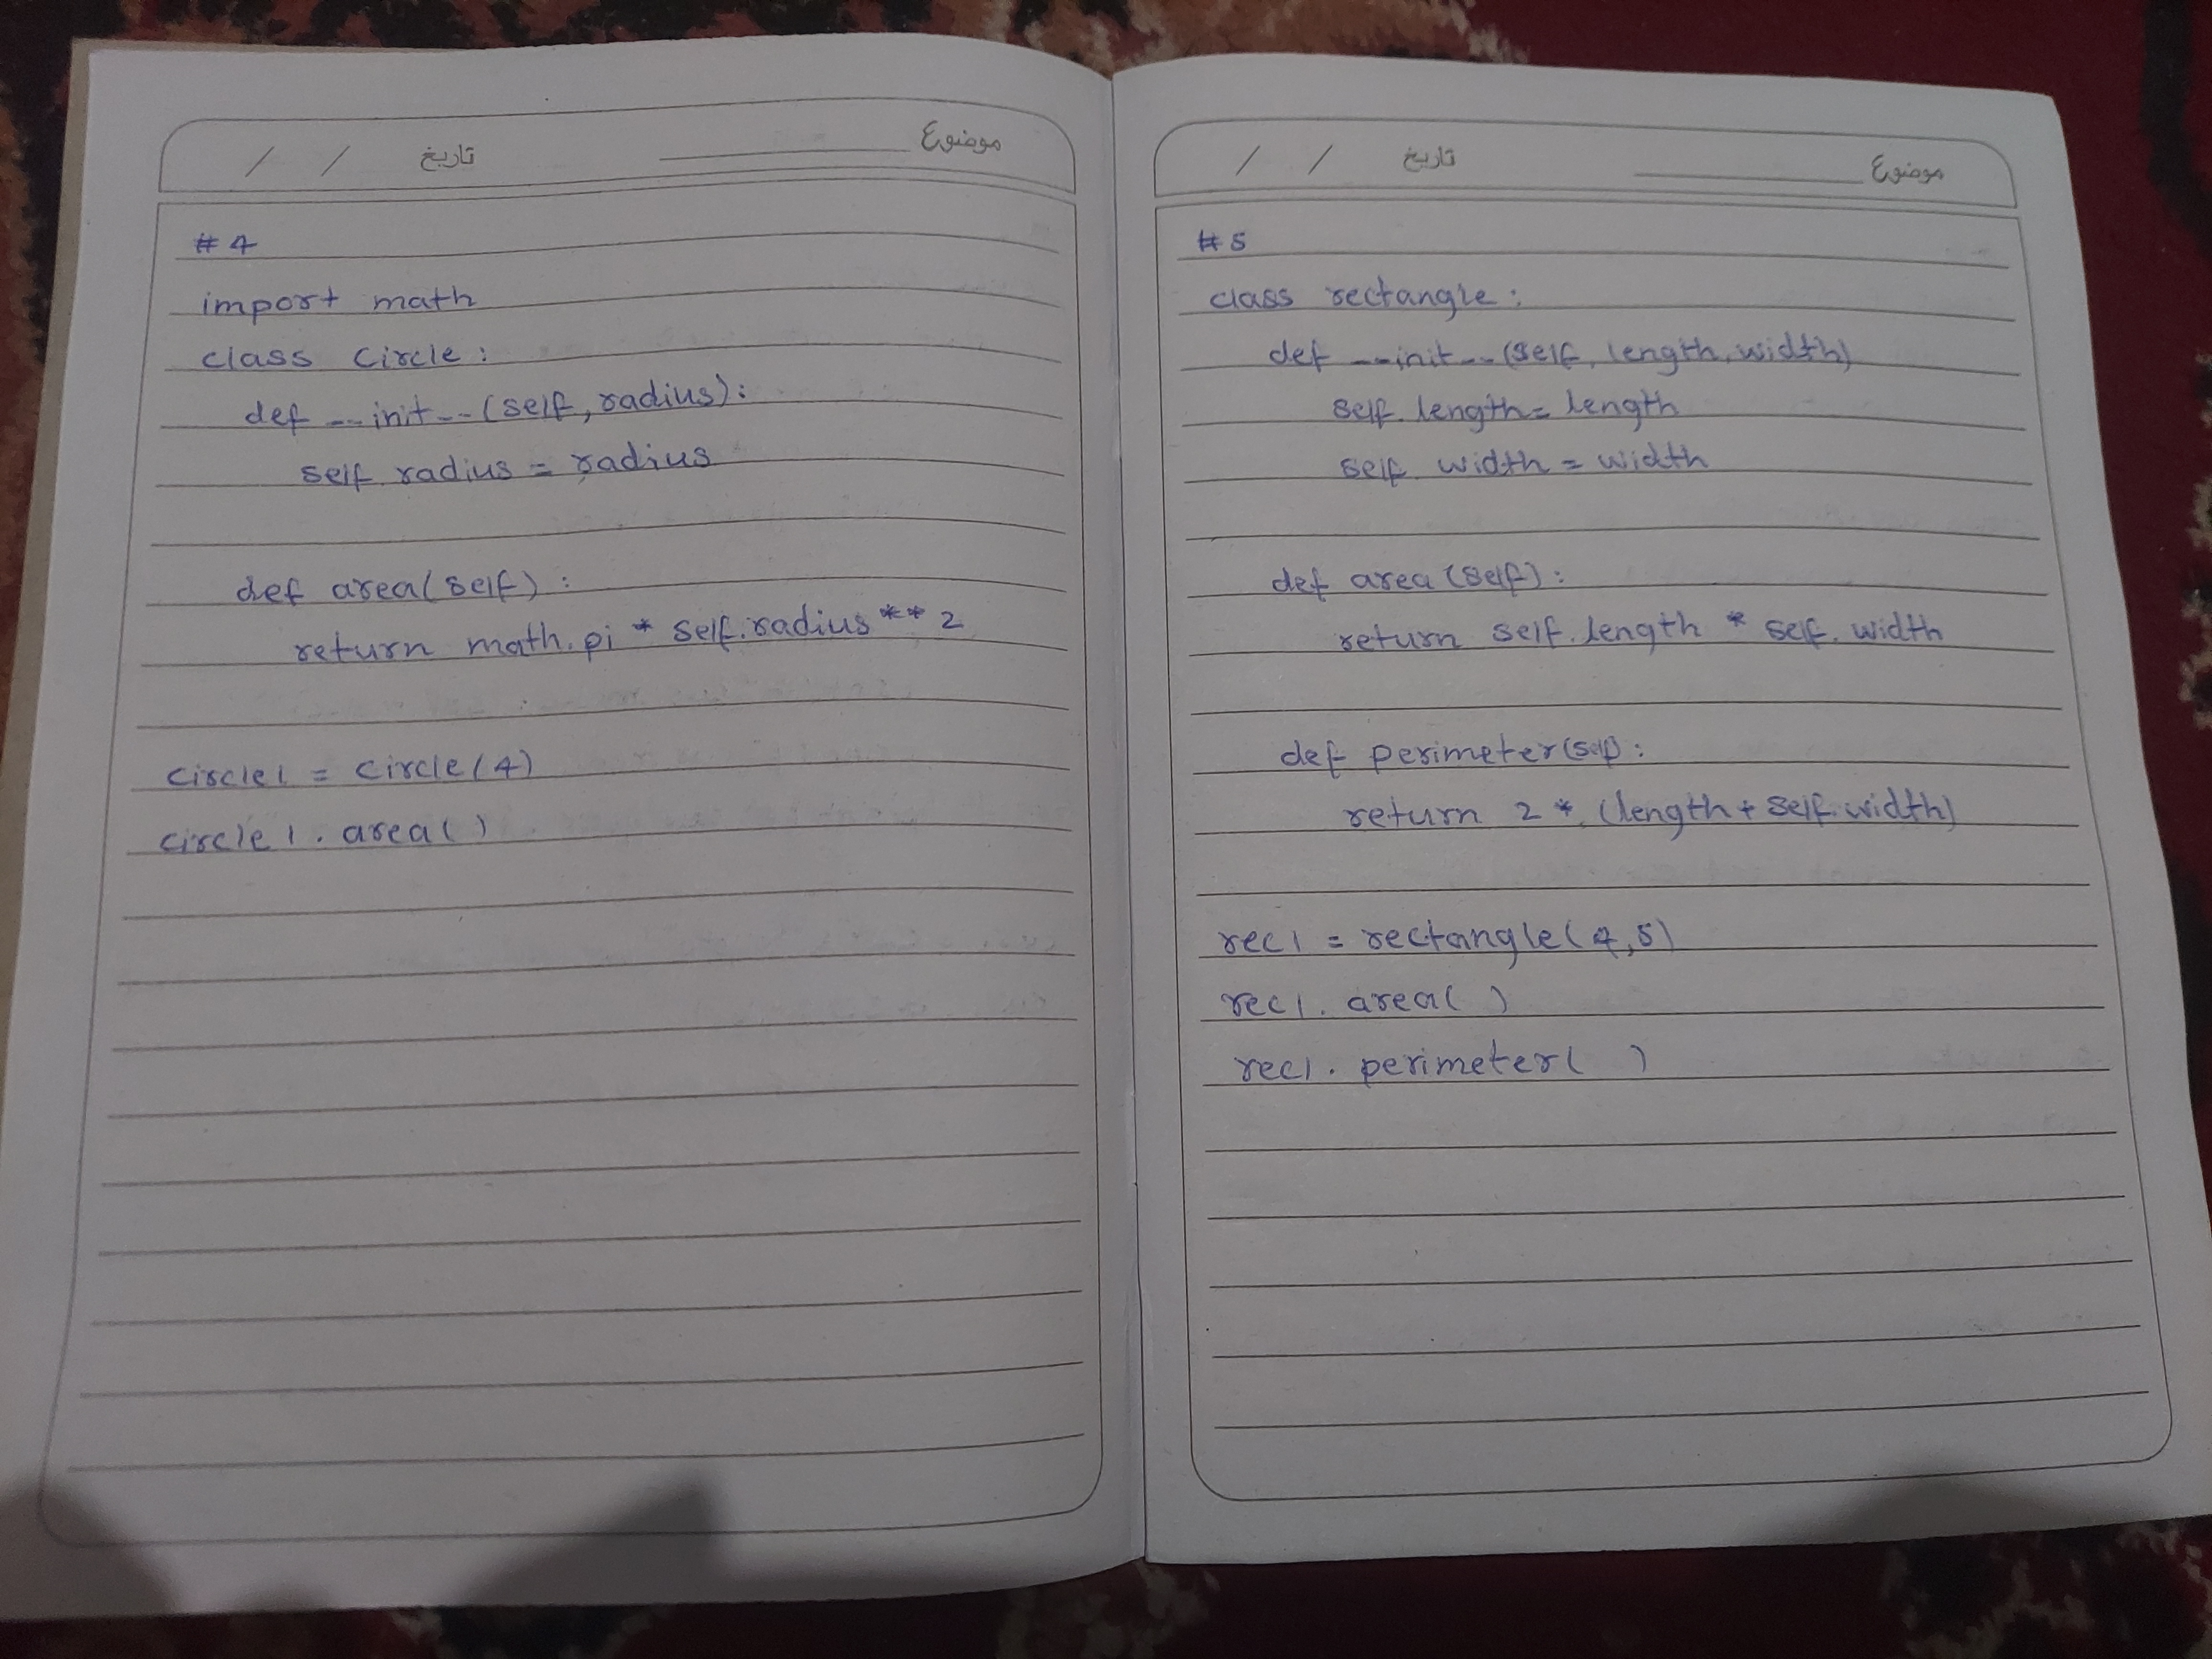 / / تاریخ موضوع
#4
import math
class circle:
def __init__(self, radius):
self.radius = radius
def area(self):
return math.pi * self.radius ** 2
circle1 = circle(4)
circle1.area()
/ / تاریخ موضوع
#5
class rectangle:
def __init__(self, length, width)
self.length = length
self.width = width
def area(self):
return self.length * self.width
def perimeter(self):
return 2 * (length + self.width)
rec1 = rectangle(4,5)
rec1.area()
rec1.perimeter()